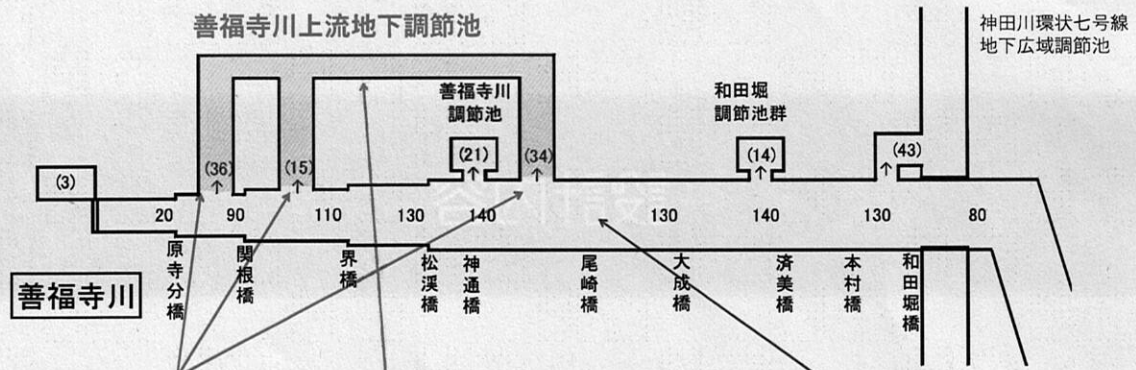 善福寺川上流地下調節池
神田川環状七号線
地下広域調節池
善福寺川
調節池
和田堀
調節池群
(3)
(36)
(15)
(21)
(34)
(14)
(43)
↑
↑
↑
↑
↑
↑
20
90
110
130
140
130
140
130
80
原寺分橋
関根橋
界橋
松渓橋
神通橋
尾崎橋
大成橋
済美橋
本村橋
和田堀橋
善福寺川